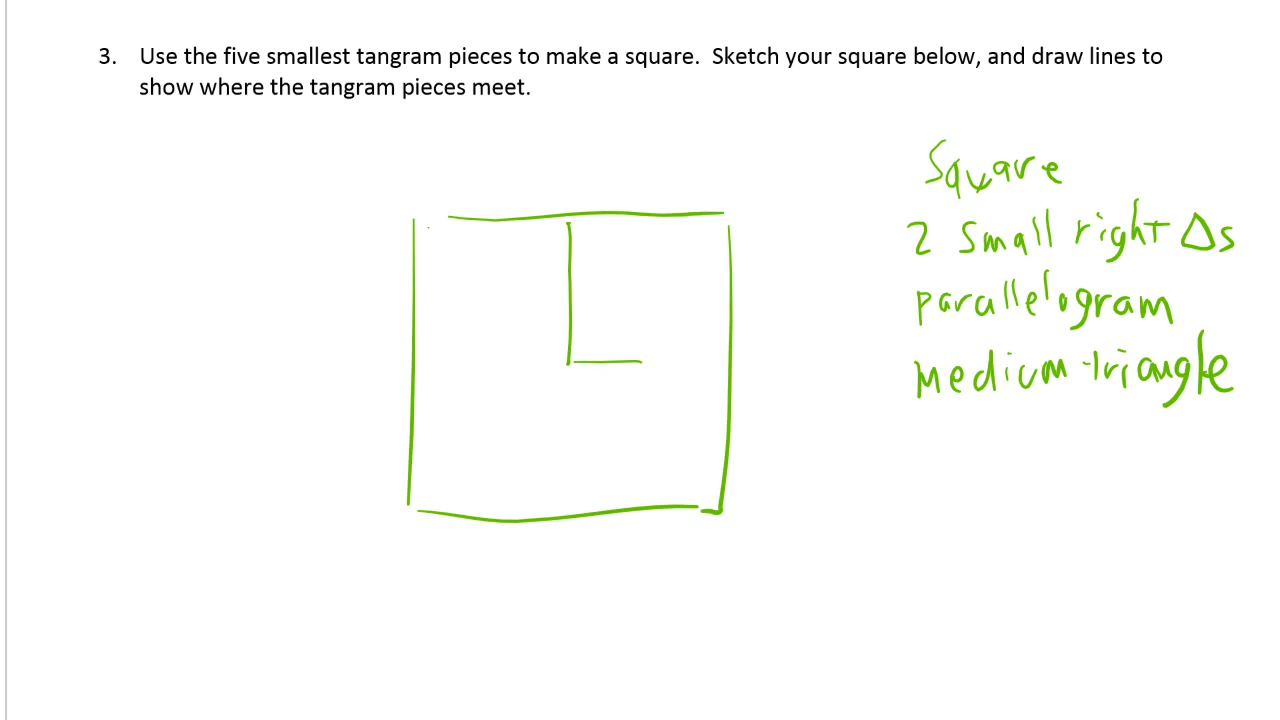 3. Use the five smallest tangram pieces to make a square. Sketch your square below, and draw lines to
show where the tangram pieces meet.
Square
2 small right Δs
parallelogram
medium triangle